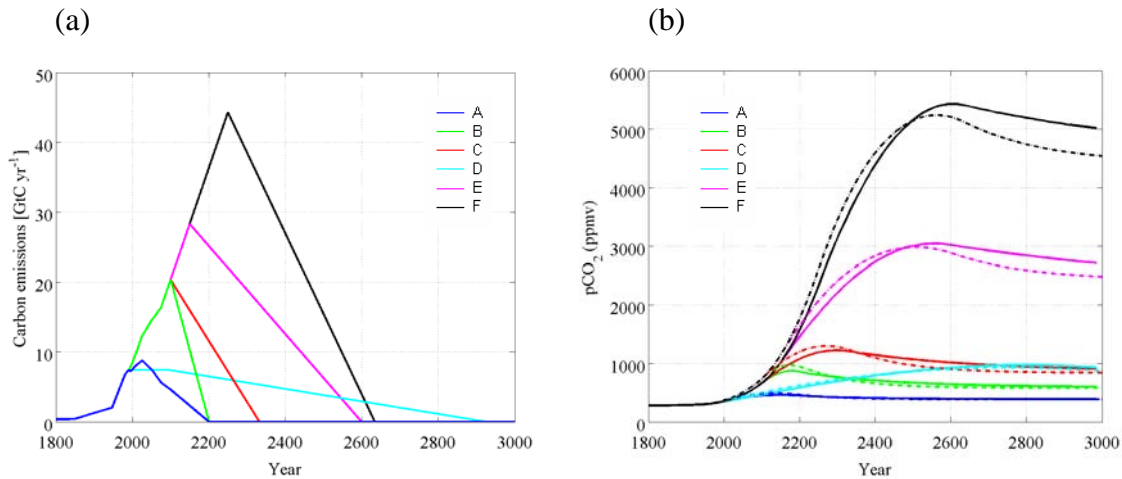 (a)
(b)
50
40
30
20
10
0
Carbon emissions [GtC yr⁻¹]
1800 2000 2200 2400 2600 2800 3000
Year
A
B
C
D
E
F
6000
5000
4000
3000
2000
1000
0
pCO₂ (ppmv)
1800 2000 2200 2400 2600 2800 3000
Year
A
B
C
D
E
F